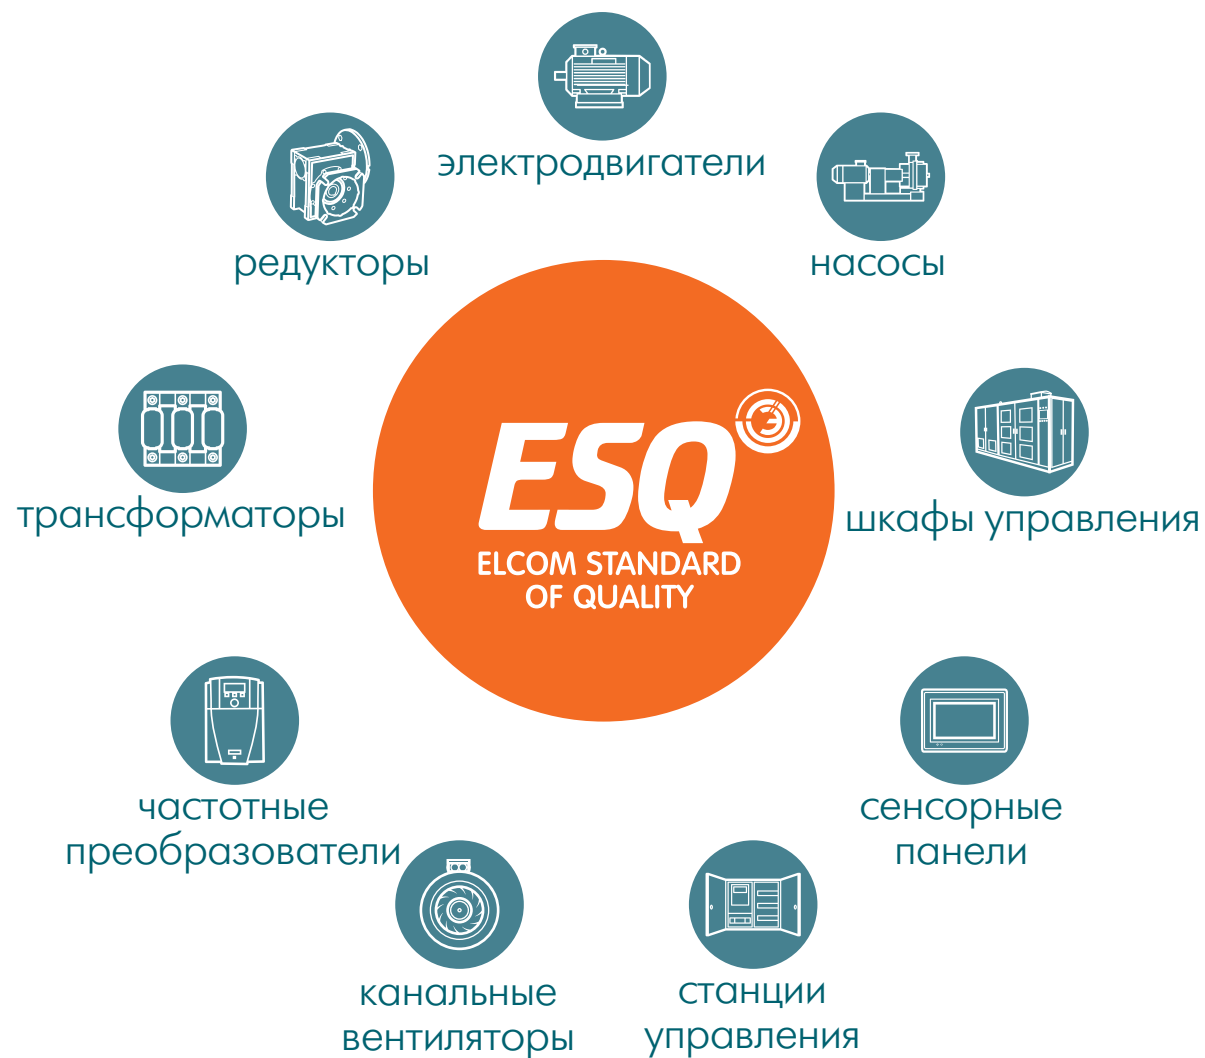 электродвигатели
редукторы
насосы
ESQ
Э
ELCOM STANDARD
OF QUALITY
трансформаторы
шкафы управления
частотные
преобразователи
сенсорные
панели
канальные
вентиляторы
станции
управления